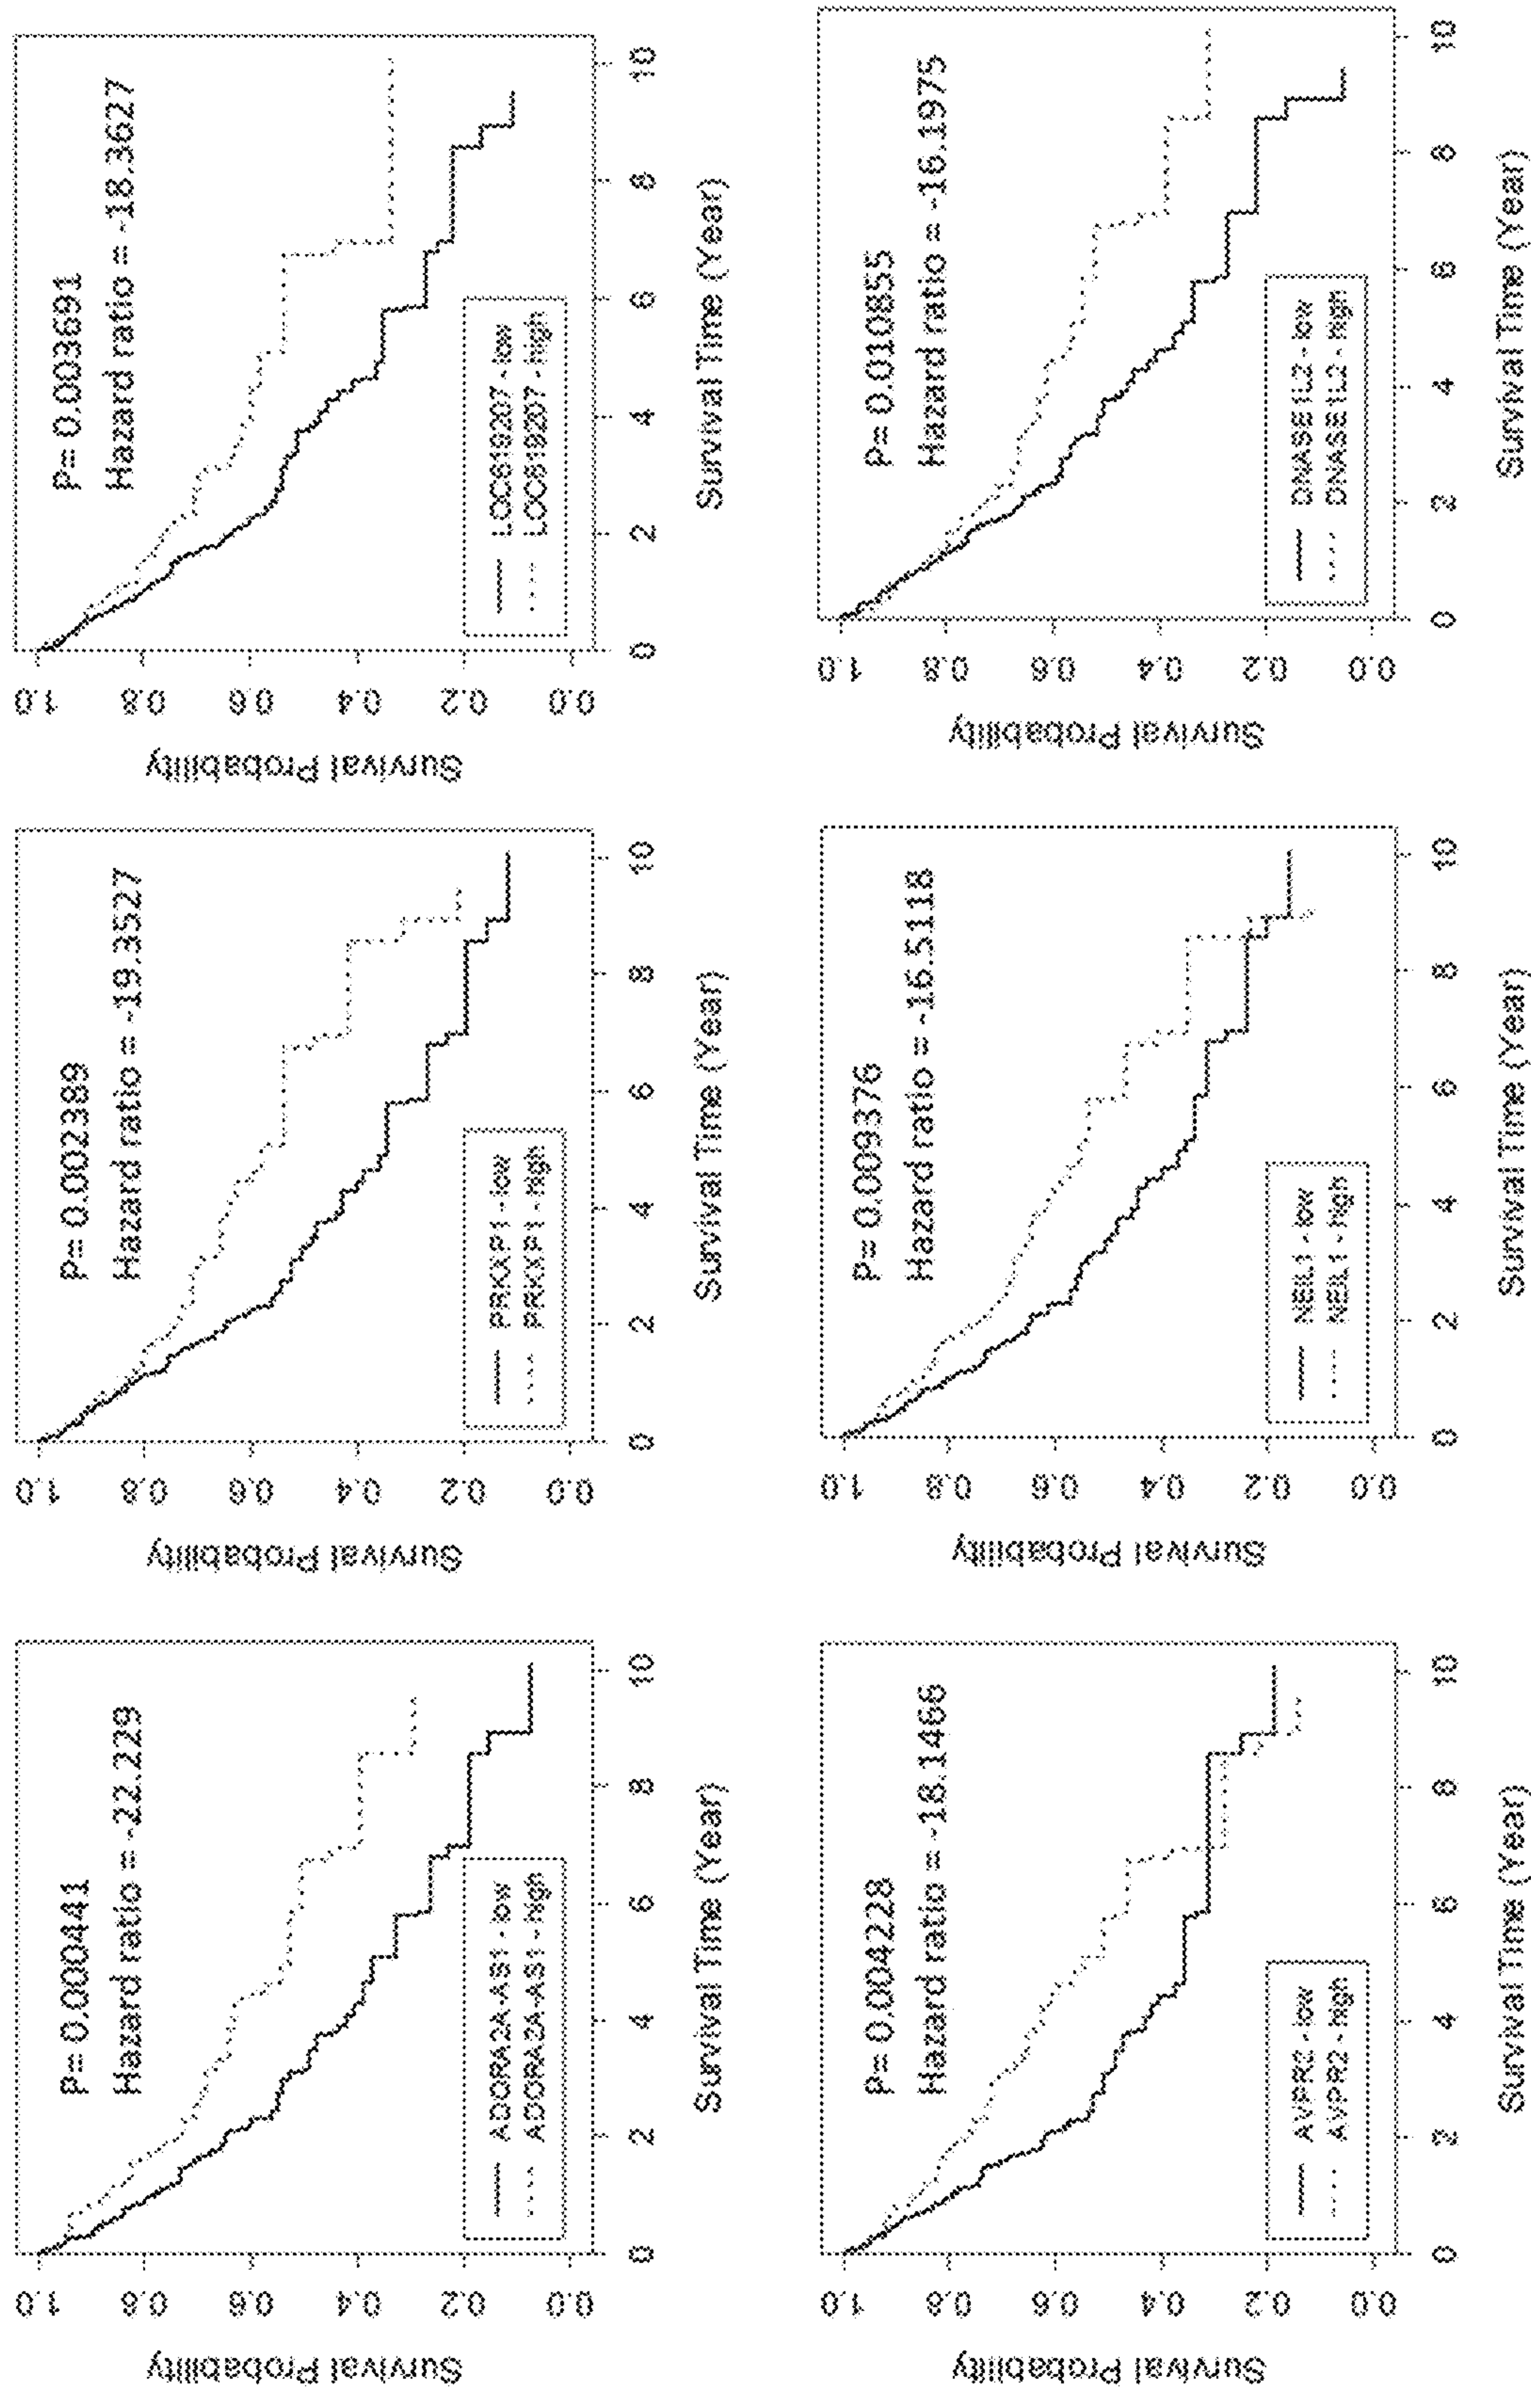 P= 0.000441
Hazard ratio = -22.229
Survival Probability
1.0
0.8
0.6
0.4
0.2
0.0
ADORA2A-AS1 - low
ADORA2A-AS1 - high
0 2 4 6 8 10
Survival Time (Year)
P= 0.002389
Hazard ratio = -19.3527
Survival Probability
1.0
0.8
0.6
0.4
0.2
0.0
PRKXP1 - low
PRKXP1 - high
0 2 4 6 8 10
Survival Time (Year)
P= 0.003691
Hazard ratio = -18.3627
Survival Probability
1.0
0.8
0.6
0.4
0.2
0.0
LOC619207 - low
LOC619207 - high
0 2 4 6 8 10
Survival Time (Year)
P= 0.004228
Hazard ratio = -18.1466
Survival Probability
1.0
0.8
0.6
0.4
0.2
0.0
AVPR2 - low
AVPR2 - high
0 2 4 6 8 10
Survival Time (Year)
P= 0.009376
Hazard ratio = -16.5118
Survival Probability
1.0
0.8
0.6
0.4
0.2
0.0
NEIL1 - low
NEIL1 - high
0 2 4 6 8 10
Survival Time (Year)
P= 0.010855
Hazard ratio = -16.1975
Survival Probability
1.0
0.8
0.6
0.4
0.2
0.0
DNASE1L2 - low
DNASE1L2 - high
0 2 4 6 8 10
Survival Time (Year)